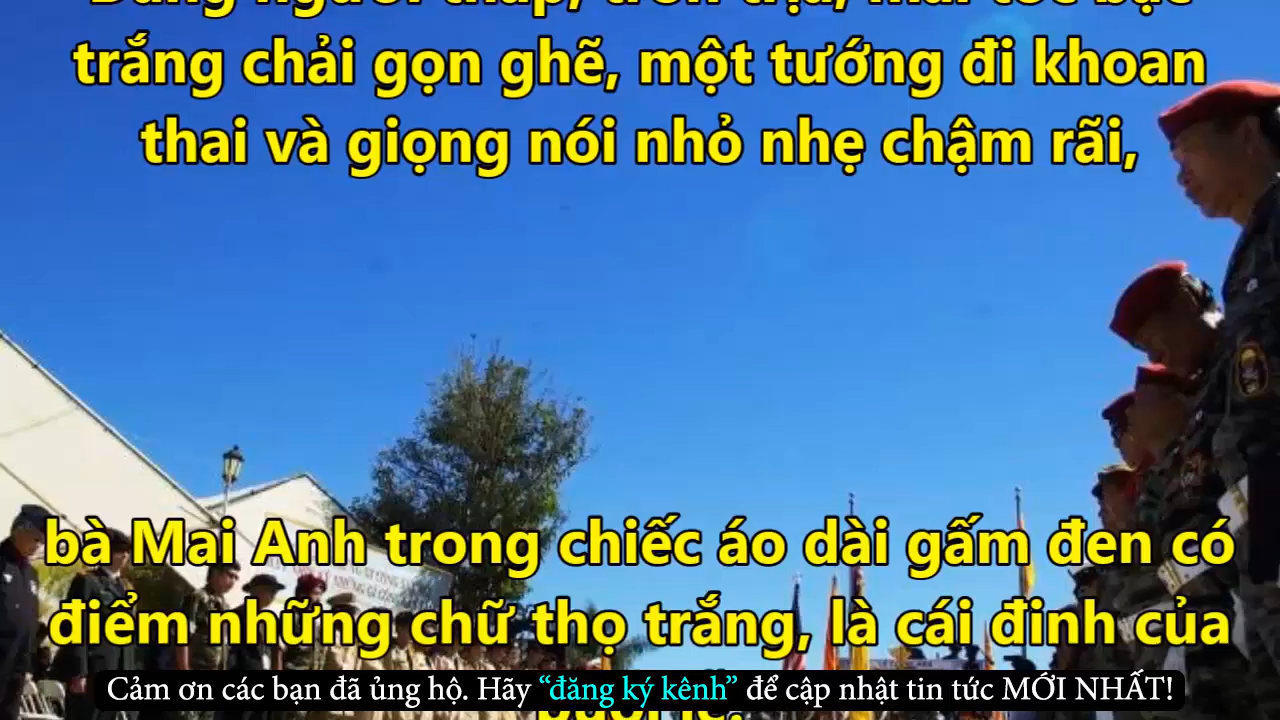 trắng chải gọn ghẽ, một tướng đi khoan
thai và giọng nói nhỏ nhẹ chậm rãi,
bà Mai Anh trong chiếc áo dài gấm đen có
điểm những chữ thọ trắng, là cái đinh của
Cảm ơn các bạn đã ủng hộ. Hãy “đăng ký kênh” để cập nhật tin tức MỚI NHẤT!